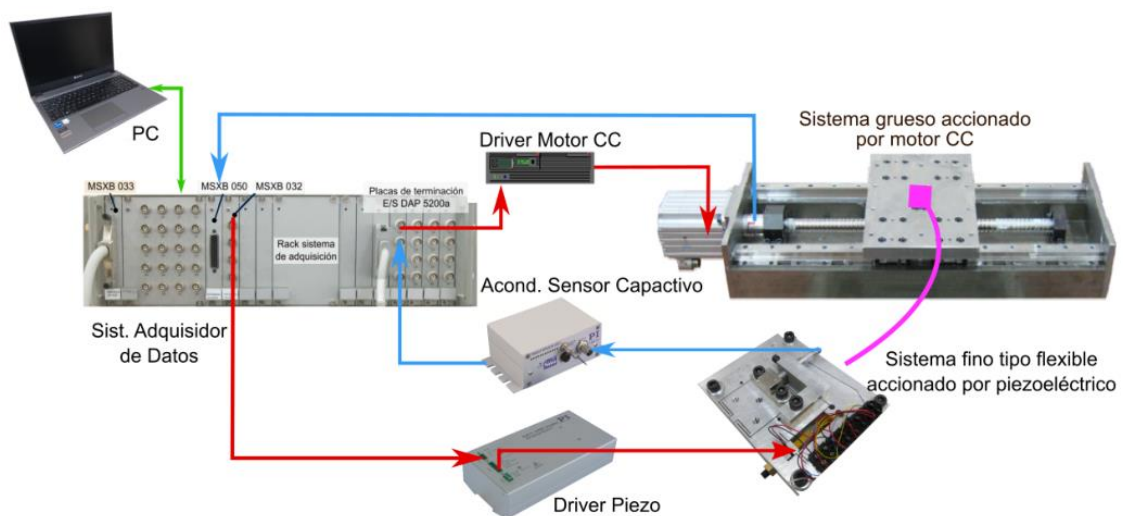 PC
Driver Motor CC
Sistema grueso accionado
por motor CC
MSXB 033
MSXB 050
MSXB 032
Placas de terminación
E/S DAP 5200a
Rack sistema
de adquisición
Acond. Sensor Capactivo
PI
Sist. Adquisidor
de Datos
Sistema fino tipo flexible
accionado por piezoeléctrico
PI
Driver Piezo